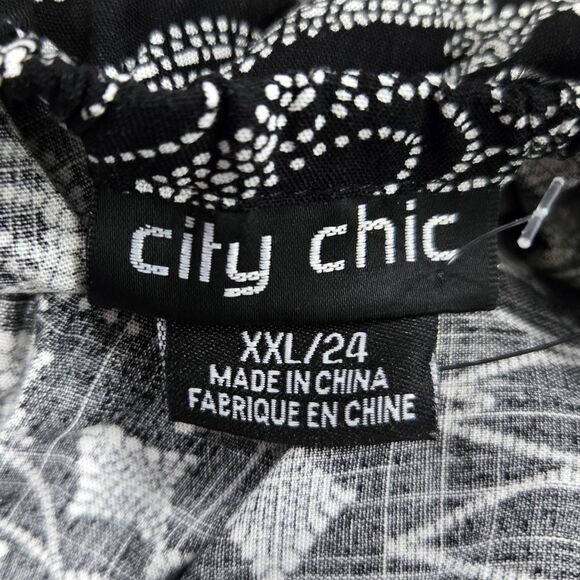 city chic
XXL/24
MADE IN CHINA
FABRIQUE EN CHINE